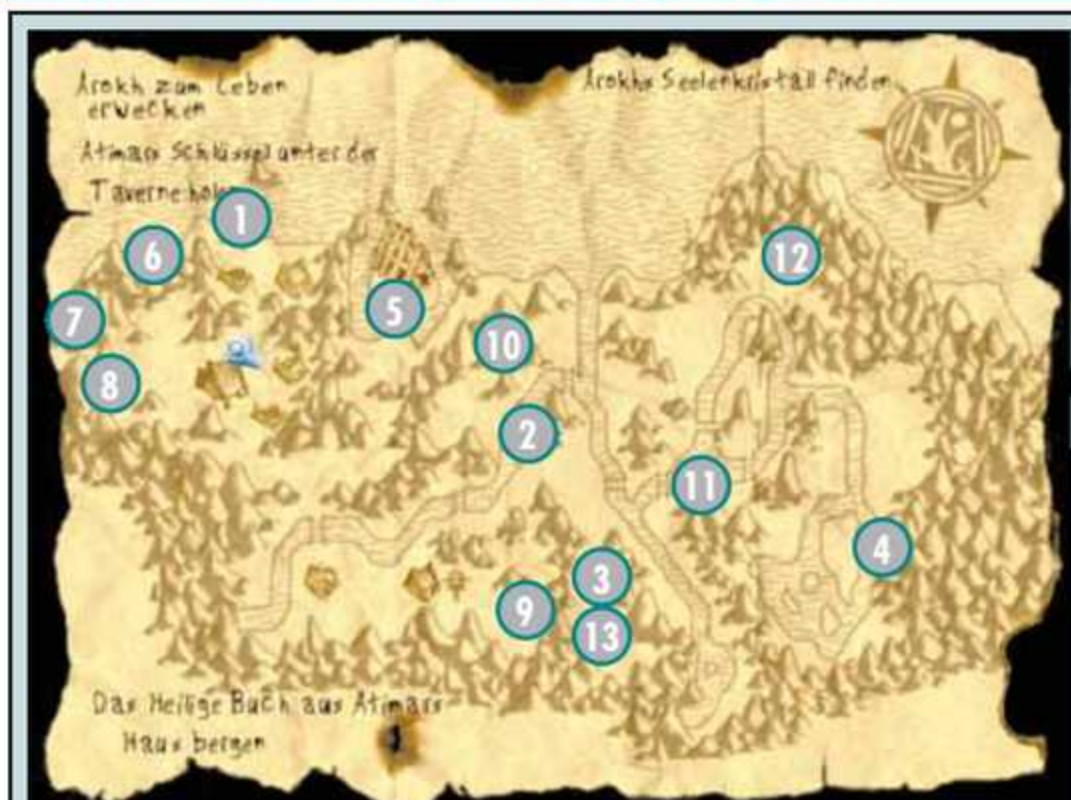 Arokh zum Leben
erwecken
Arokhs Seelenkristall finden
Atimars Schlüssel unter der
Taverne holen
1
6
12
7
5
10
8
2
11
4
3
9
13
Das Heilige Buch aus Atimars
Haus bergen